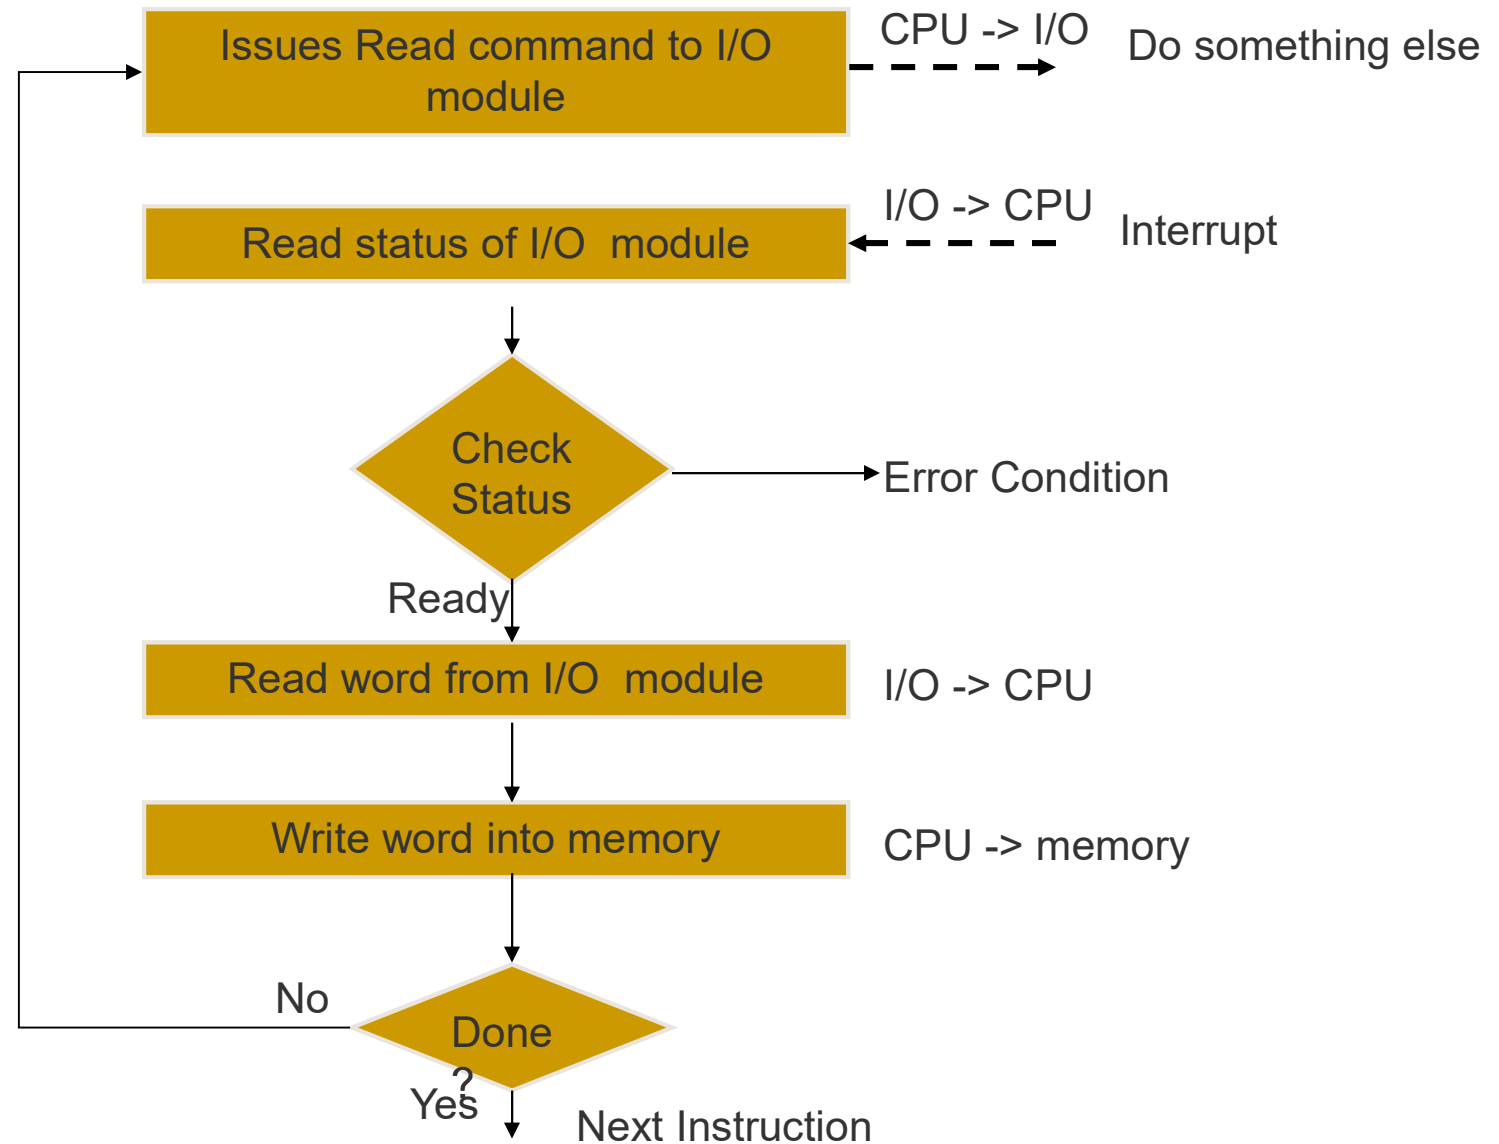 Issues Read command to I/O
module
CPU -> I/O
Do something else
Read status of I/O  module
I/O -> CPU
Interrupt
Check
Status
Error Condition
Ready
Read word from I/O  module
I/O -> CPU
Write word into memory
CPU -> memory
No
Done
?
Yes
Next Instruction